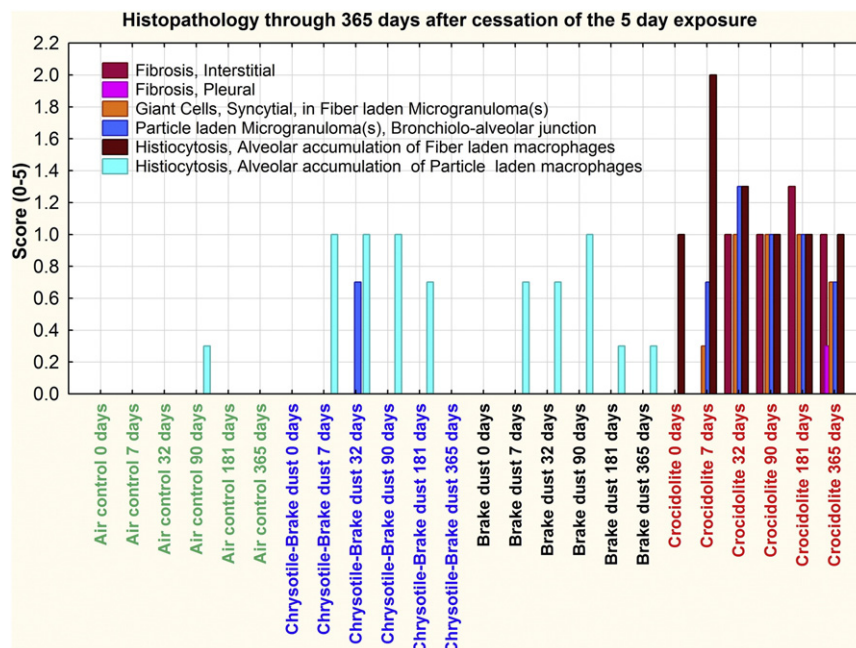 Histopathology through 365 days after cessation of the 5 day exposure
2.2
2.0
1.8
1.6
1.4
1.2
1.0
0.8
0.6
0.4
0.2
0.0
Score (0-5)
Fibrosis, Interstitial
Fibrosis, Pleural
Giant Cells, Syncytial, in Fiber laden Microgranuloma(s)
Particle laden Microgranuloma(s), Bronchiolo-alveolar junction
Histiocytosis, Alveolar accumulation of Fiber laden macrophages
Histiocytosis, Alveolar accumulation of Particle laden macrophages
Air control 0 days
Air control 7 days
Air control 32 days
Air control 90 days
Air control 181 days
Air control 365 days
Chrysotile-Brake dust 0 days
Chrysotile-Brake dust 7 days
Chrysotile-Brake dust 32 days
Chrysotile-Brake dust 90 days
Chrysotile-Brake dust 181 days
Chrysotile-Brake dust 365 days
Brake dust 0 days
Brake dust 7 days
Brake dust 32 days
Brake dust 90 days
Brake dust 181 days
Brake dust 365 days
Crocidolite 0 days
Crocidolite 7 days
Crocidolite 32 days
Crocidolite 90 days
Crocidolite 181 days
Crocidolite 365 days